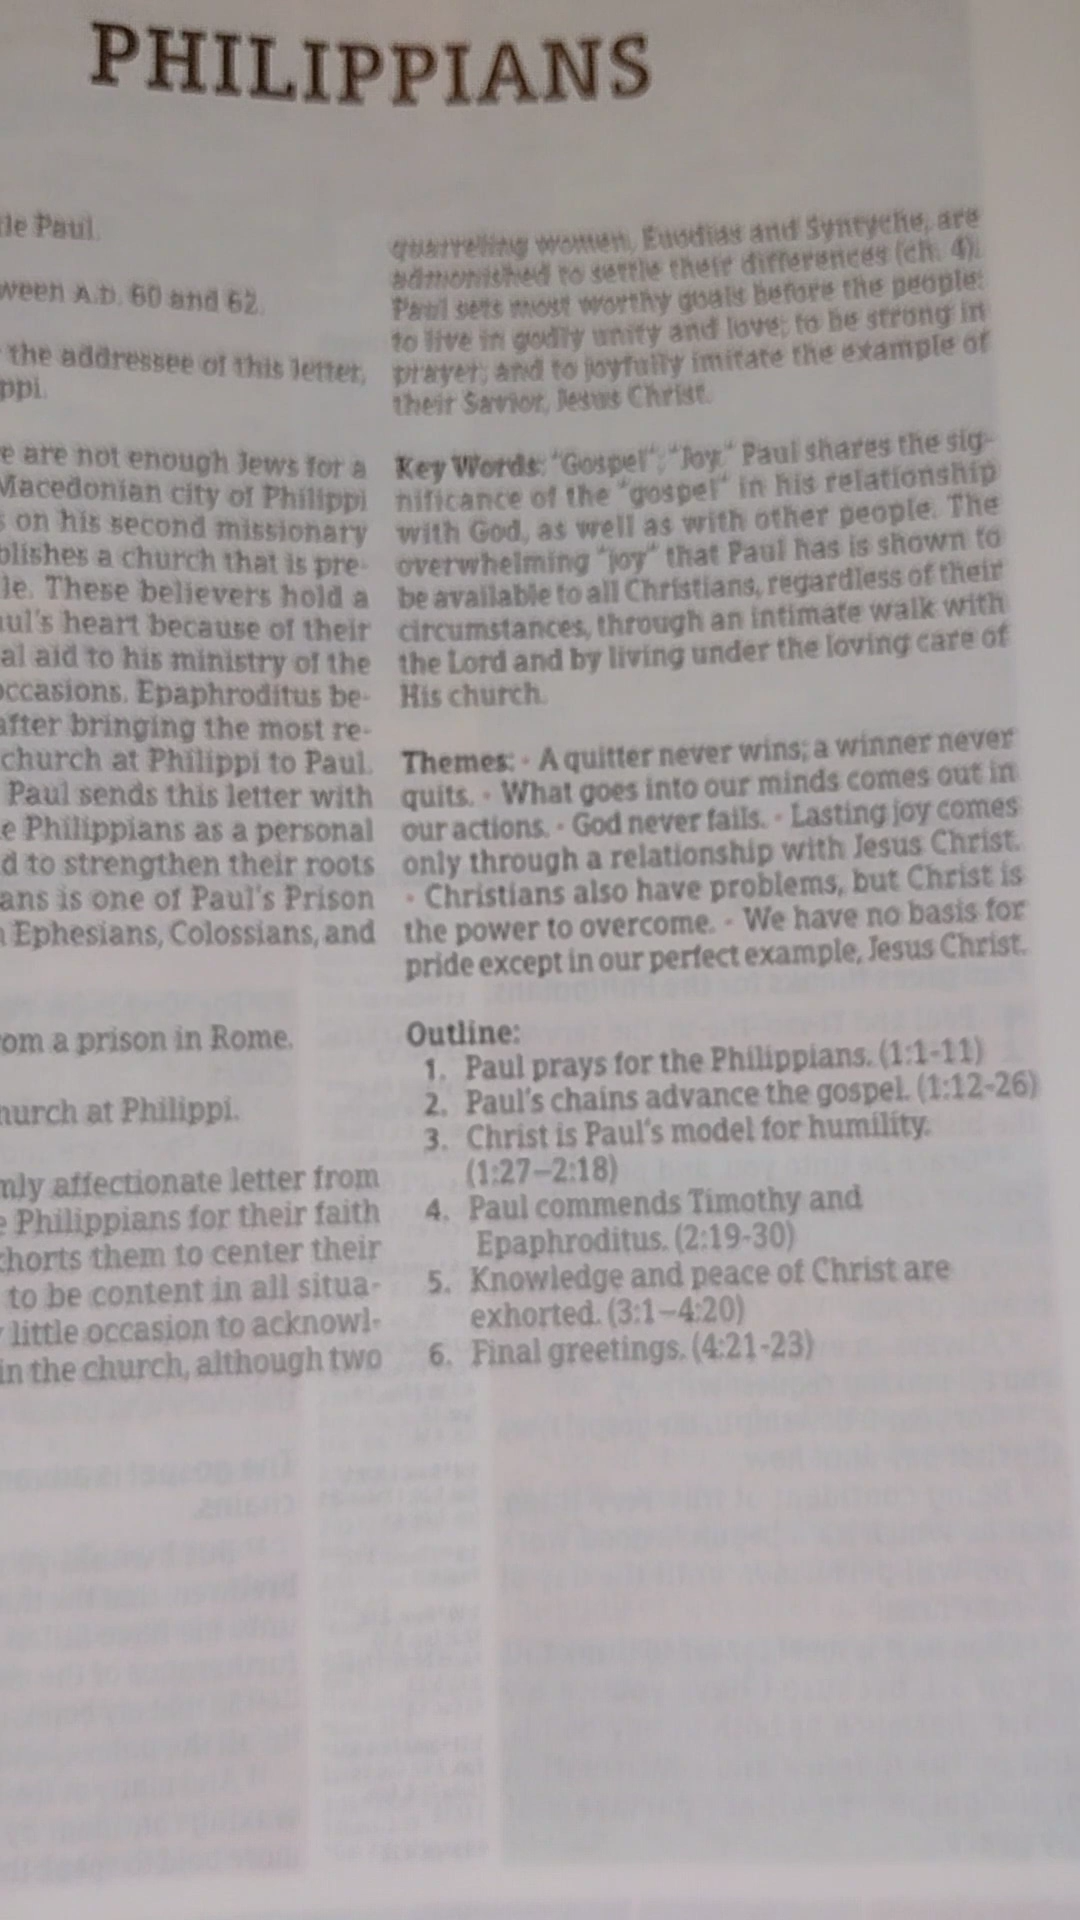 PHILIPPIANS
le Paul.
ween A.D. 60 and 62.
the addressee of this letter,
ppi.
e are not enough Jews for a
Macedonian city of Philippi
s on his second missionary
blishes a church that is pre-
le. These believers hold a
ul's heart because of their
al aid to his ministry of the
occasions. Epaphroditus be-
after bringing the most re-
church at Philippi to Paul.
Paul sends this letter with
e Philippians as a personal
d to strengthen their roots
ans is one of Paul's Prison
n Ephesians, Colossians, and
om a prison in Rome.
hurch at Philippi.
mly affectionate letter from
e Philippians for their faith
chorts them to center their
to be content in all situa-
little occasion to acknowl-
in the church, although two
quarreling women, Euodias and Syntyche, are
admonished to settle their differences (ch. 4).
Paul sets most worthy goals before the people:
to live in godly unity and love; to be strong in
prayer; and to joyfully imitate the example of
their Savior, Jesus Christ.
Key Words: "Gospel"; "Joy." Paul shares the sig-
nificance of the "gospel" in his relationship
with God, as well as with other people. The
overwhelming "joy" that Paul has is shown to
be available to all Christians, regardless of their
circumstances, through an intimate walk with
the Lord and by living under the loving care of
His church.
Themes: • A quitter never wins; a winner never
quits. • What goes into our minds comes out in
our actions. • God never fails. • Lasting joy comes
only through a relationship with Jesus Christ.
• Christians also have problems, but Christ is
the power to overcome. • We have no basis for
pride except in our perfect example, Jesus Christ.
Outline:
1. Paul prays for the Philippians. (1:1-11)
2. Paul's chains advance the gospel. (1:12-26)
3. Christ is Paul's model for humility.
(1:27–2:18)
4. Paul commends Timothy and
Epaphroditus. (2:19-30)
5. Knowledge and peace of Christ are
exhorted. (3:1–4:20)
6. Final greetings. (4:21-23)